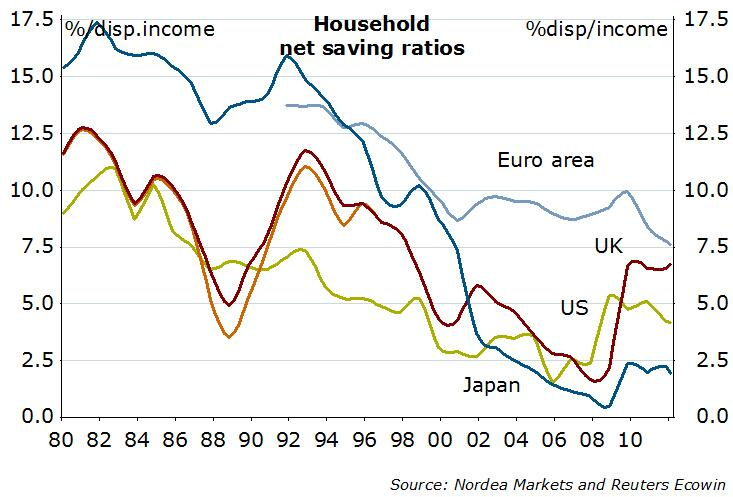 Household
net saving ratios
%/disp.income
%disp/income
17.5
15.0
12.5
10.0
7.5
5.0
2.5
0.0
17.5
15.0
12.5
10.0
7.5
5.0
2.5
0.0
Euro area
UK
US
Japan
80 82 84 86 88 90 92 94 96 98 00 02 04 06 08 10
Source: Nordea Markets and Reuters Ecowin